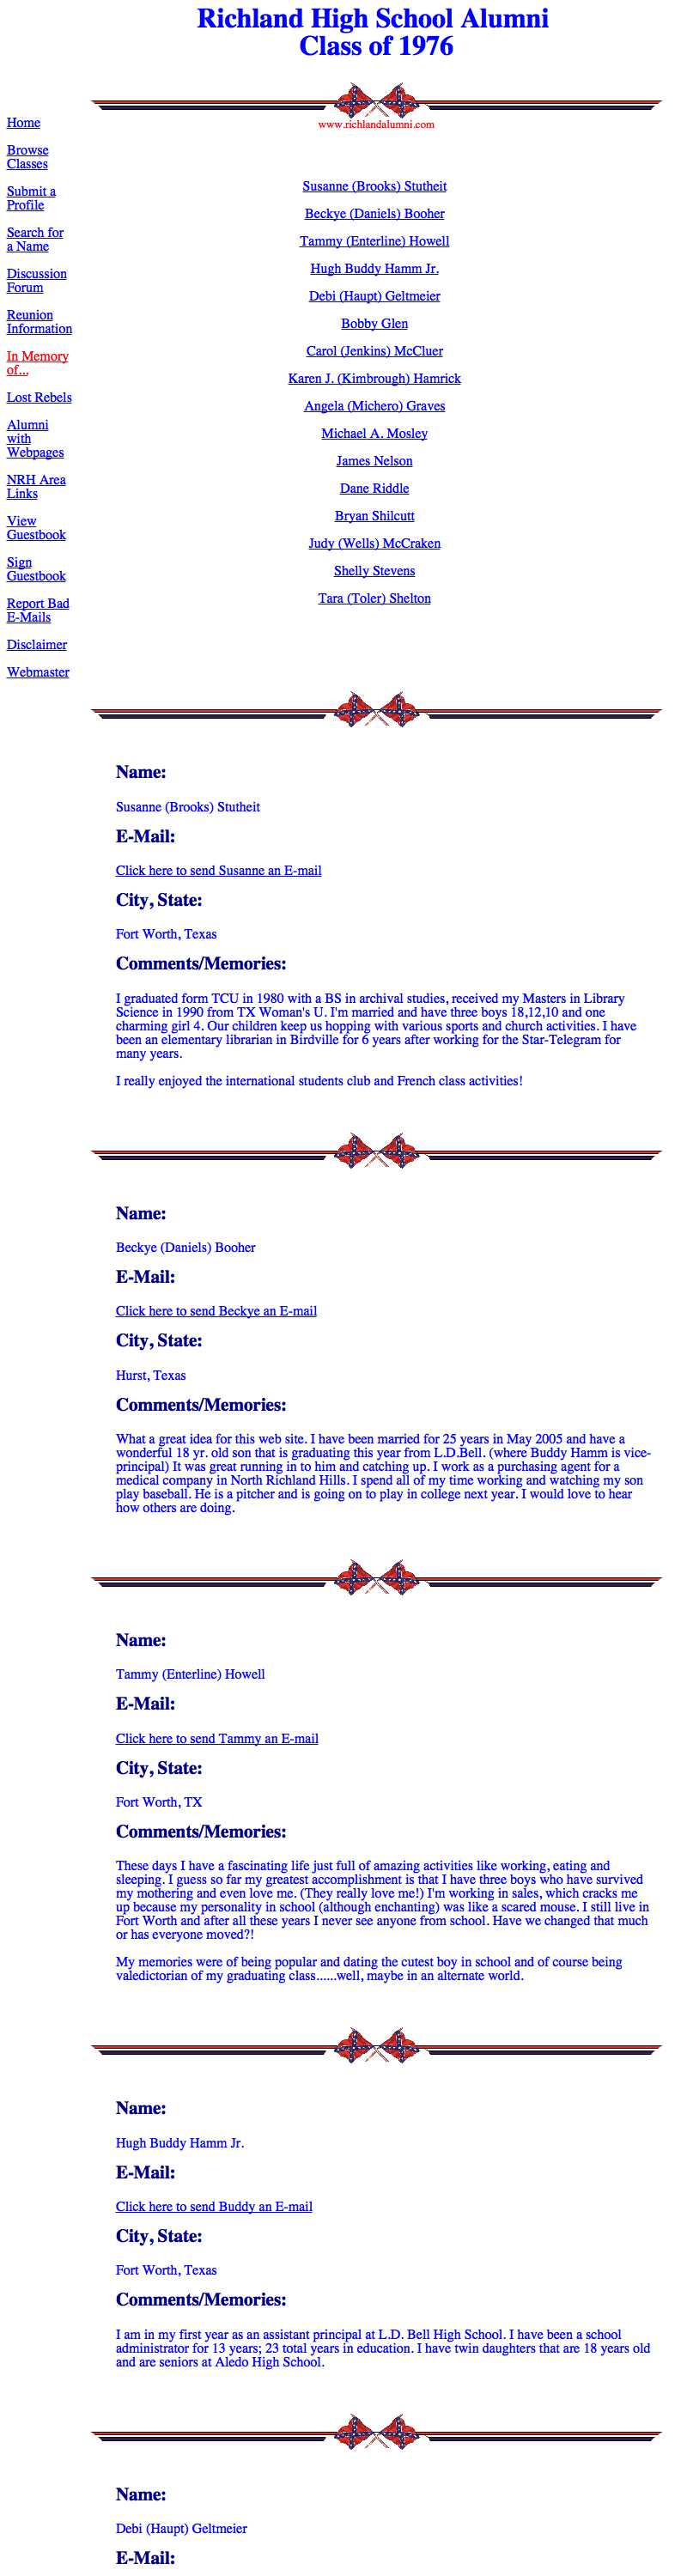 Richland High School Alumni
Class of 1976
www.richlandalumni.com
Home
Browse
Classes
Submit a
Profile
Search for
a Name
Discussion
Forum
Reunion
Information
In Memory
of...
Lost Rebels
Alumni
with
Webpages
NRH Area
Links
View
Guestbook
Sign
Guestbook
Report Bad
E-Mails
Disclaimer
Webmaster
Susanne (Brooks) Stutheit
Beckye (Daniels) Booher
Tammy (Enterline) Howell
Hugh Buddy Hamm Jr.
Debi (Haupt) Geltmeier
Bobby Glen
Carol (Jenkins) McCluer
Karen J. (Kimbrough) Hamrick
Angela (Michero) Graves
Michael A. Mosley
James Nelson
Dane Riddle
Bryan Shilcutt
Judy (Wells) McCraken
Shelly Stevens
Tara (Toler) Shelton
Name:
Susanne (Brooks) Stutheit
E-Mail:
Click here to send Susanne an E-mail
City, State:
Fort Worth, Texas
Comments/Memories:
I graduated form TCU in 1980 with a BS in archival studies, received my Masters in Library
Science in 1990 from TX Woman's U. I'm married and have three boys 18,12,10 and one
charming girl 4. Our children keep us hopping with various sports and church activities. I have
been an elementary librarian in Birdville for 6 years after working for the Star-Telegram for
many years.
I really enjoyed the international students club and French class activities!
Name:
Beckye (Daniels) Booher
E-Mail:
Click here to send Beckye an E-mail
City, State:
Hurst, Texas
Comments/Memories:
What a great idea for this web site. I have been married for 25 years in May 2005 and have a
wonderful 18 yr. old son that is graduating this year from L.D.Bell. (where Buddy Hamm is vice-
principal) It was great running in to him and catching up. I work as a purchasing agent for a
medical company in North Richland Hills. I spend all of my time working and watching my son
play baseball. He is a pitcher and is going on to play in college next year. I would love to hear
how others are doing.
Name:
Tammy (Enterline) Howell
E-Mail:
Click here to send Tammy an E-mail
City, State:
Fort Worth, TX
Comments/Memories:
These days I have a fascinating life just full of amazing activities like working, eating and
sleeping. I guess so far my greatest accomplishment is that I have three boys who have survived
my mothering and even love me. (They really love me!) I'm working in sales, which cracks me
up because my personality in school (although enchanting) was like a scared mouse. I still live in
Fort Worth and after all these years I never see anyone from school. Have we changed that much
or has everyone moved?!
My memories were of being popular and dating the cutest boy in school and of course being
valedictorian of my graduating class......well, maybe in an alternate world.
Name:
Hugh Buddy Hamm Jr.
E-Mail:
Click here to send Buddy an E-mail
City, State:
Fort Worth, Texas
Comments/Memories:
I am in my first year as an assistant principal at L.D. Bell High School. I have been a school
administrator for 13 years; 23 total years in education. I have twin daughters that are 18 years old
and are seniors at Aledo High School.
Name:
Debi (Haupt) Geltmeier
E-Mail: